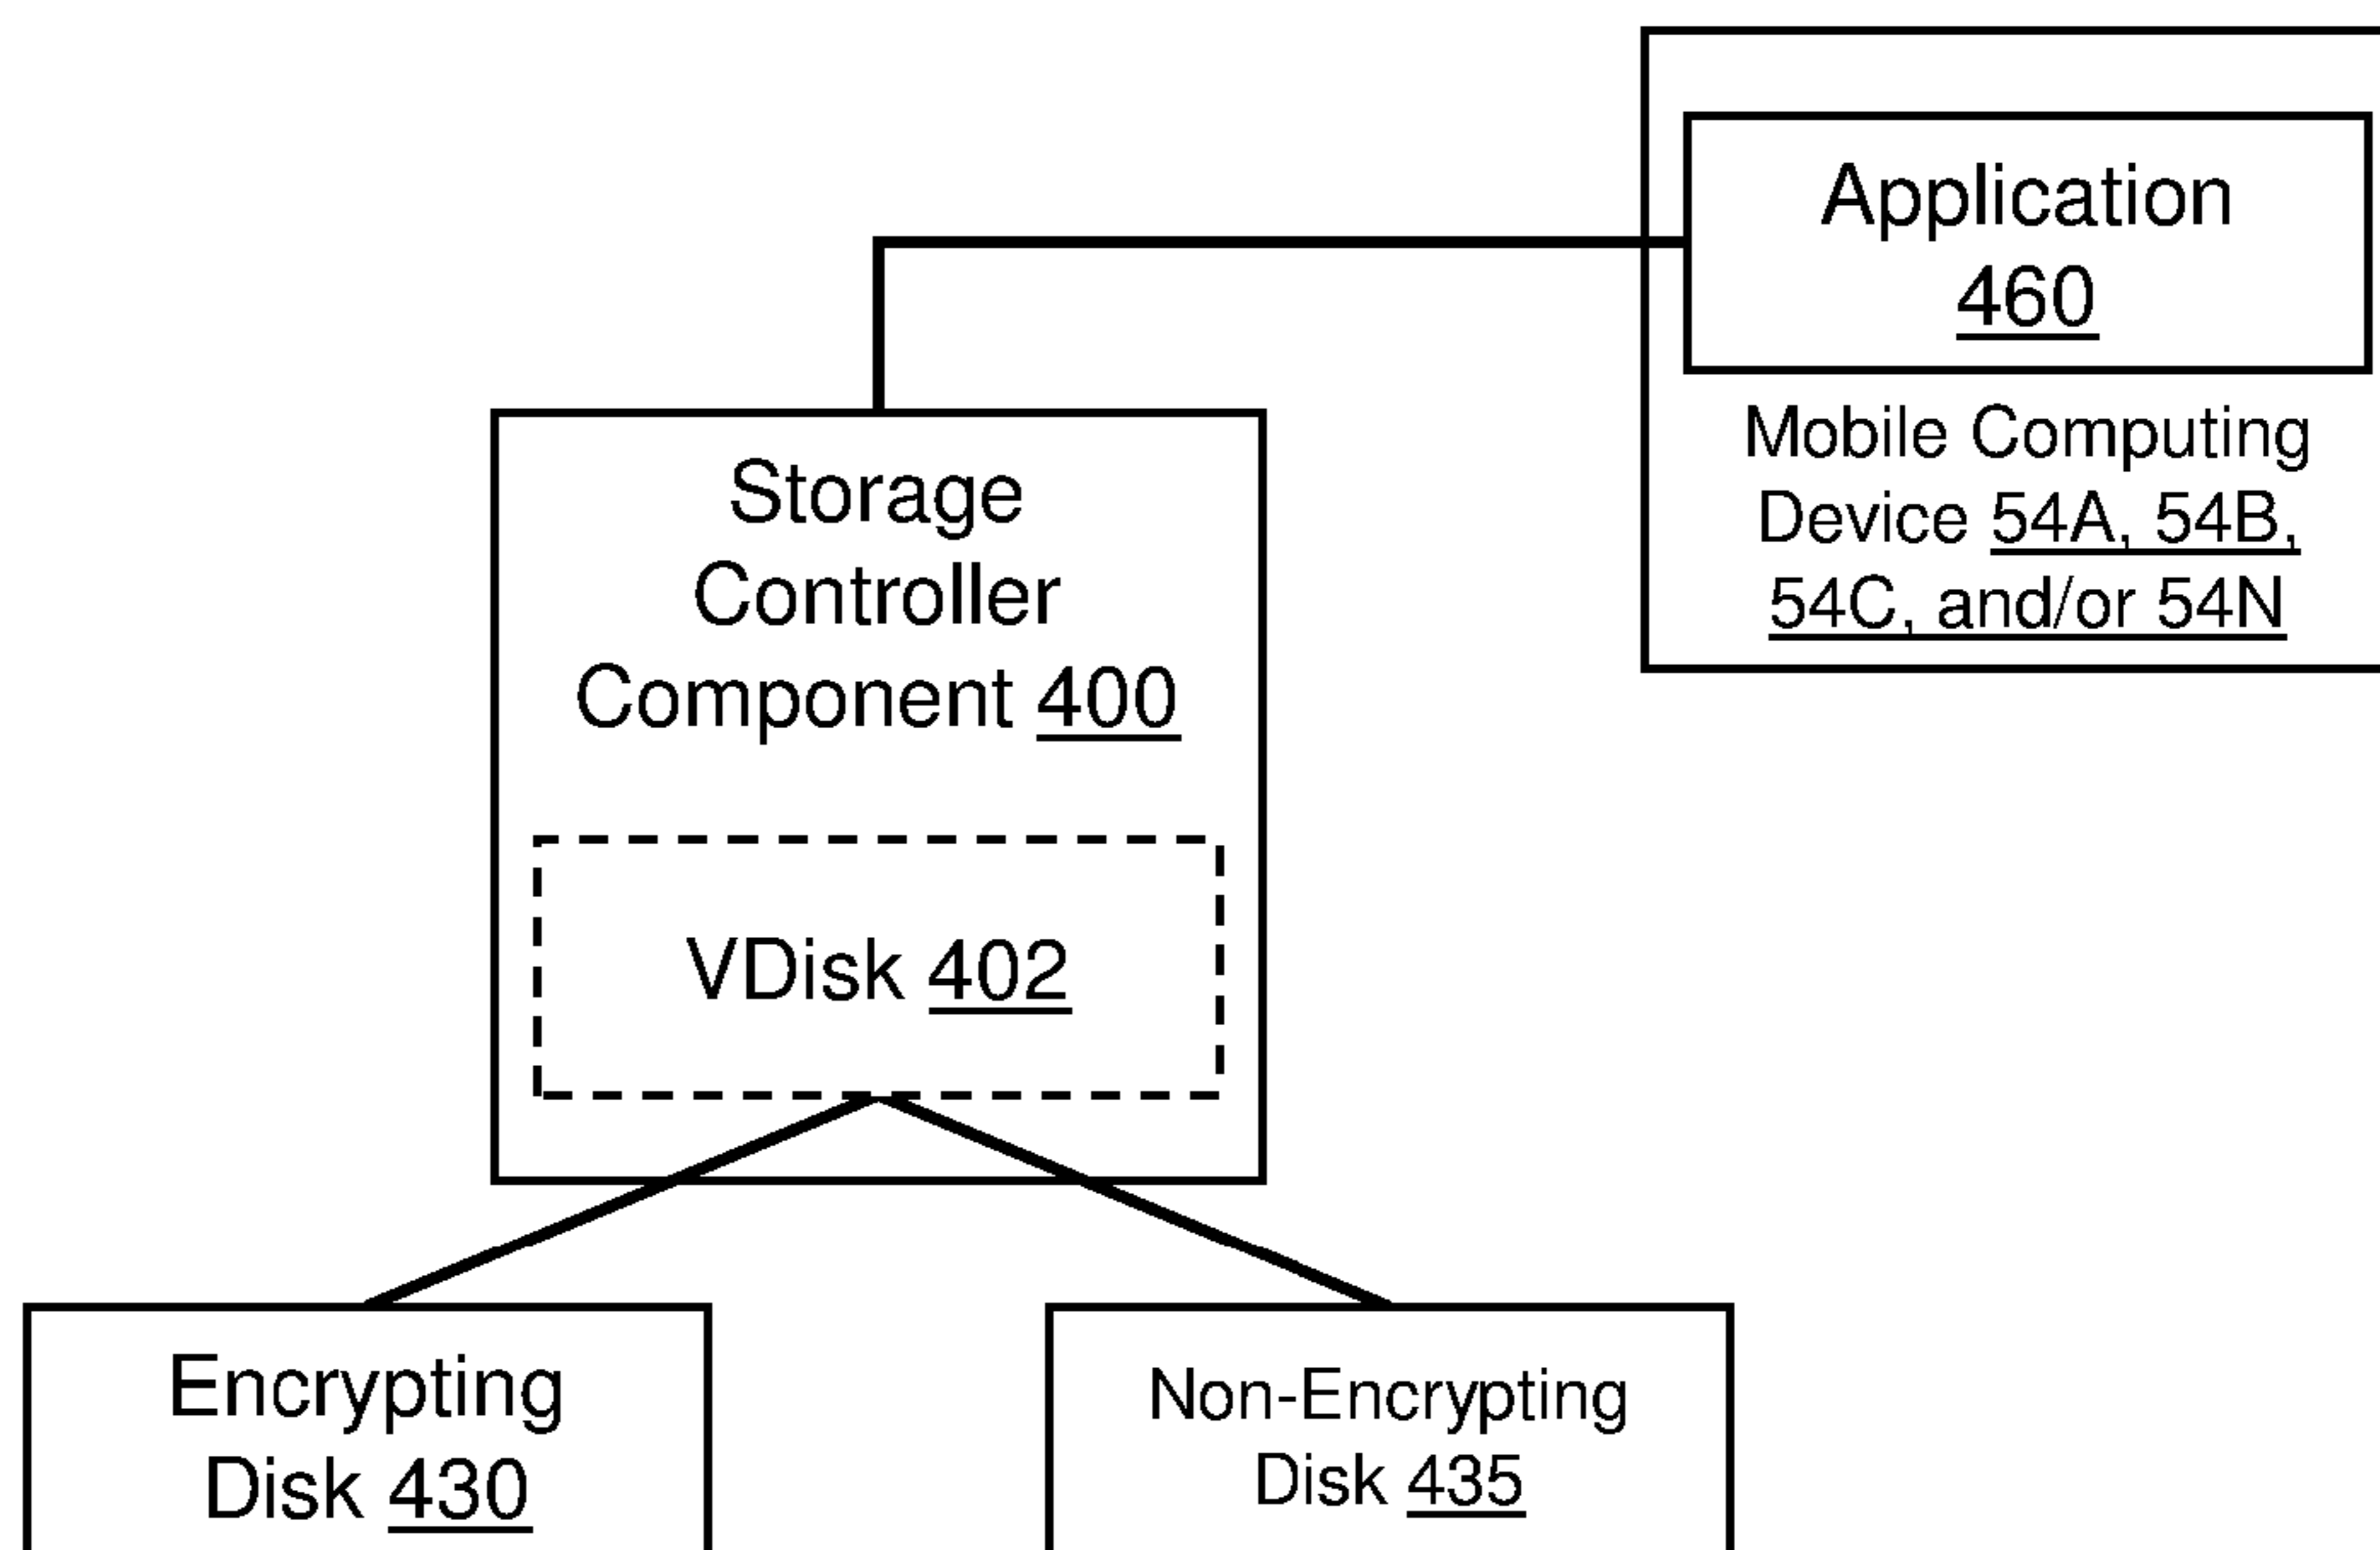 Application
460
Mobile Computing
Device 54A, 54B,
54C, and/or 54N
Storage
Controller
Component 400
VDisk 402
Encrypting
Disk 430
Non-Encrypting
Disk 435